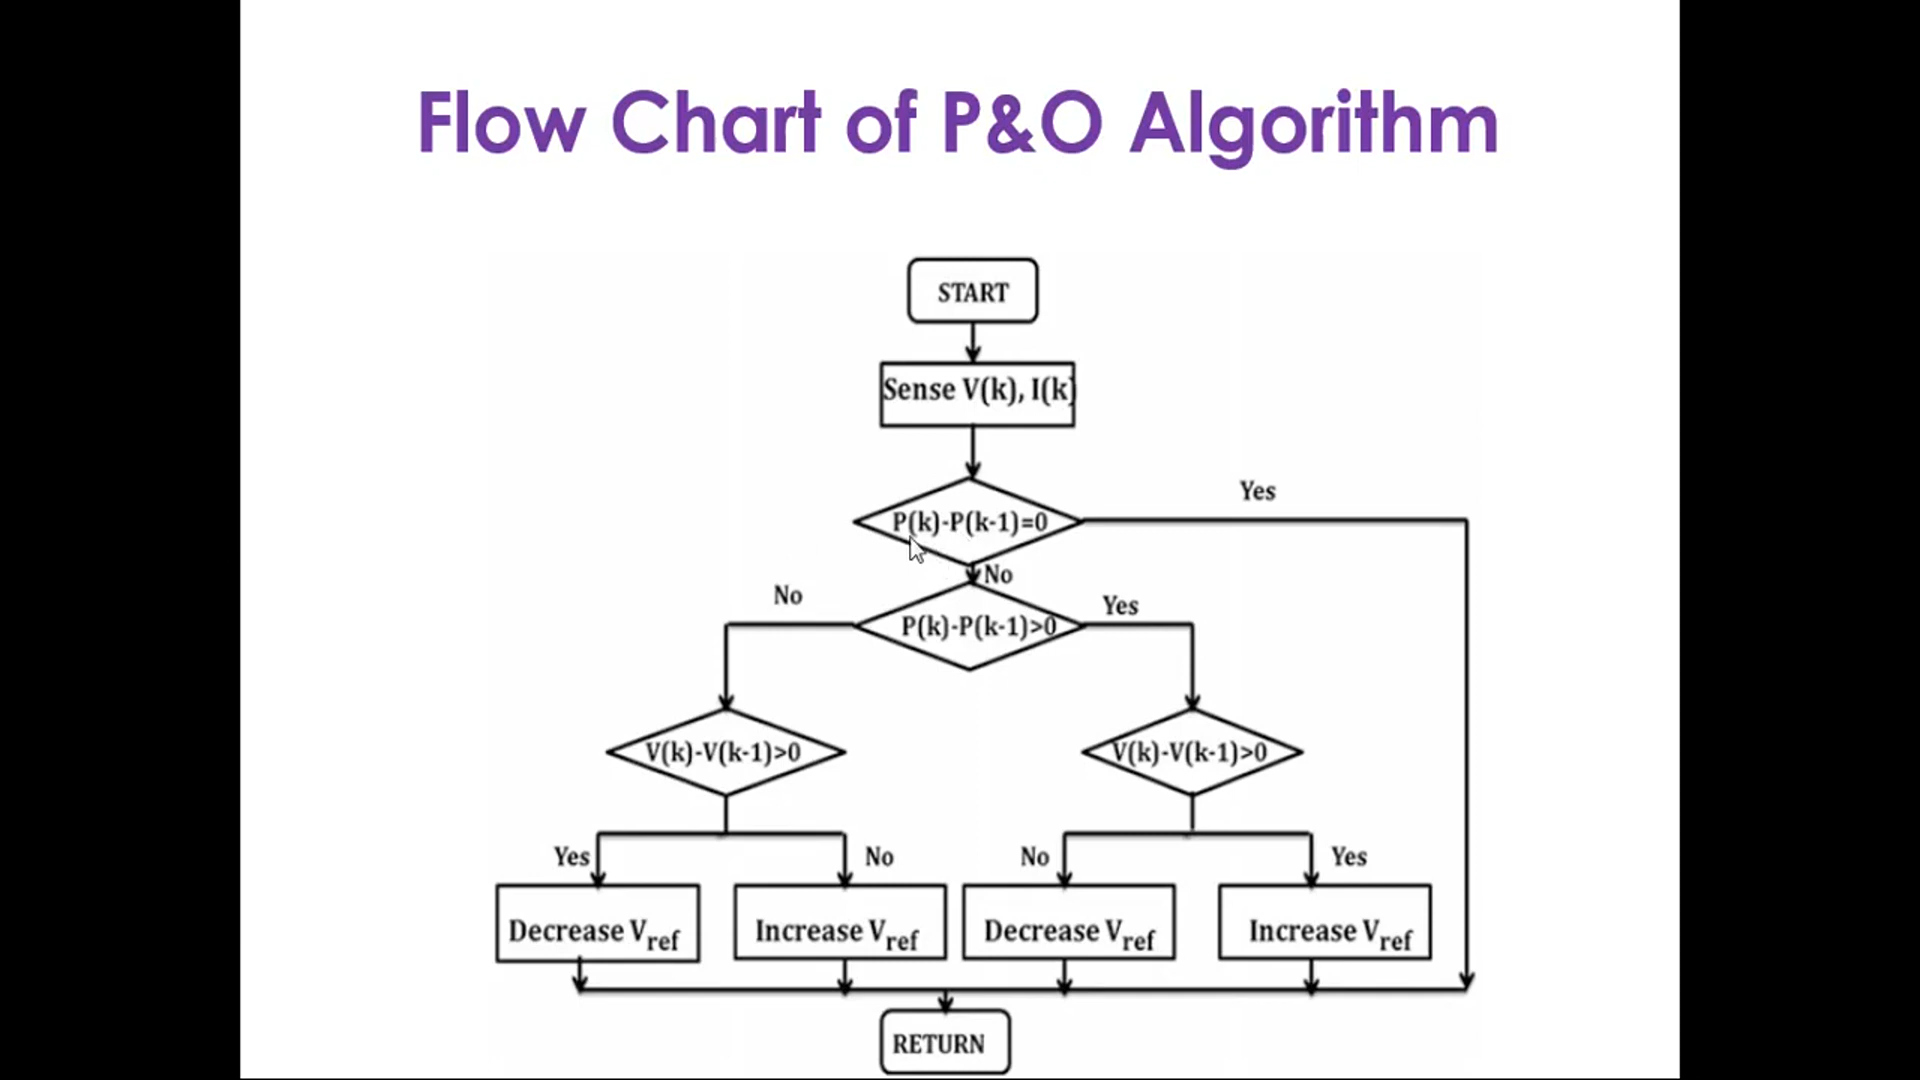 Flow Chart of P&O Algorithm
START
Sense V(k), I(k)
P(k)-P(k-1)=0
Yes
No
P(k)-P(k-1)>0
No
Yes
V(k)-V(k-1)>0
V(k)-V(k-1)>0
Yes
No
No
Yes
Decrease Vref
Increase Vref
Decrease Vref
Increase Vref
RETURN